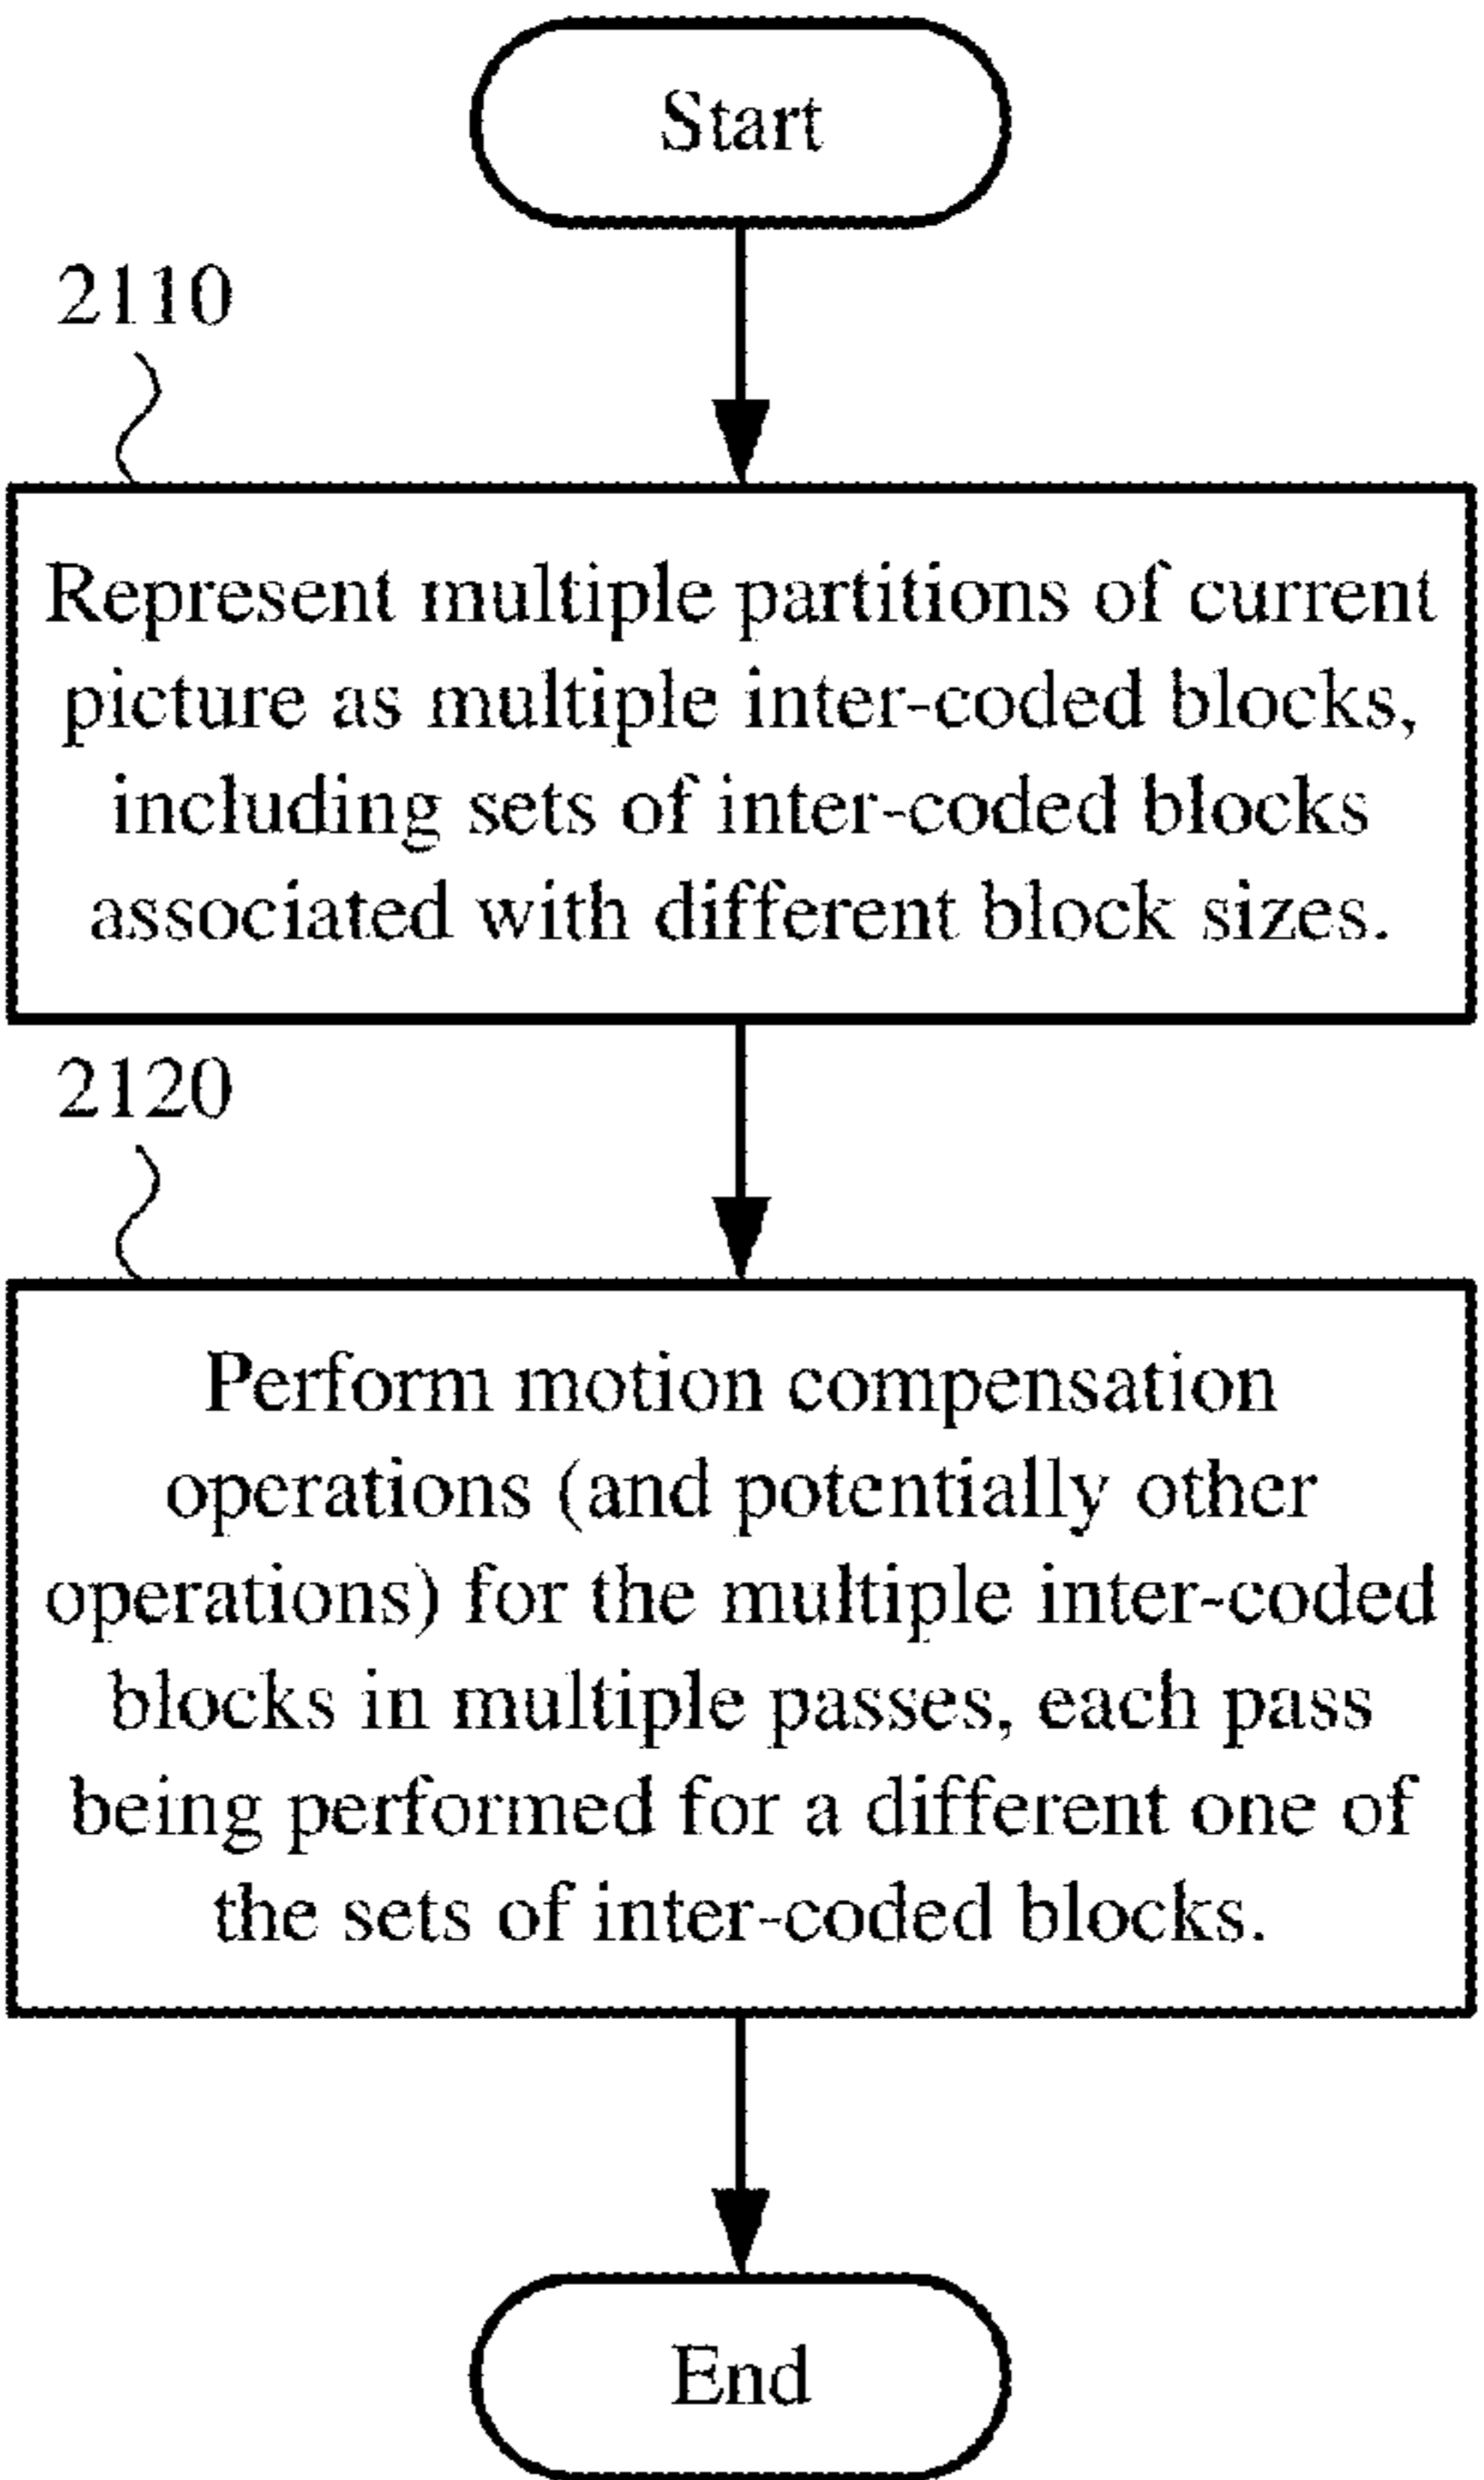 Start
2110
Represent multiple partitions of current
picture as multiple inter-coded blocks,
including sets of inter-coded blocks
associated with different block sizes.
2120
Perform motion compensation
operations (and potentially other
operations) for the multiple inter-coded
blocks in multiple passes, each pass
being performed for a different one of
the sets of inter-coded blocks.
End